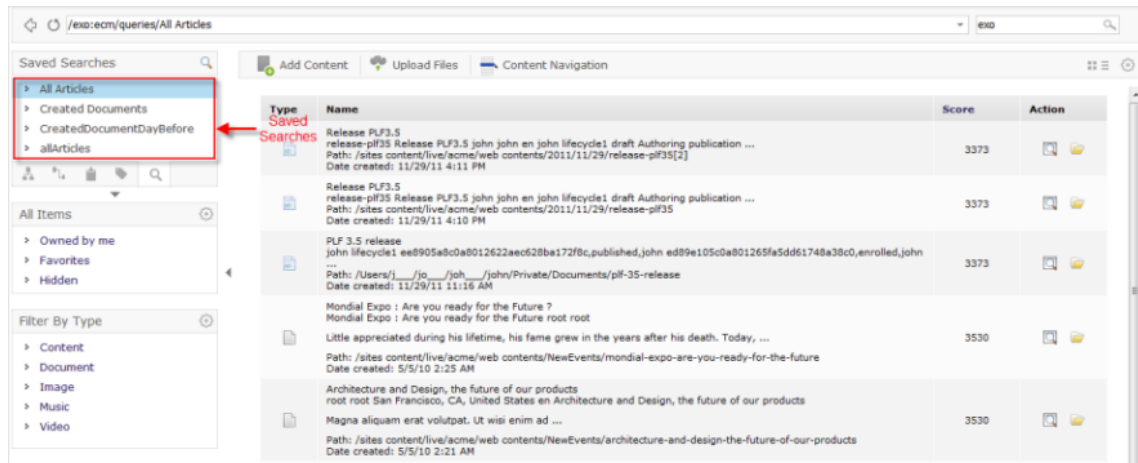 /exo:ecm/queries/All Articles
exo
Saved Searches
All Articles
Created Documents
CreatedDocumentDayBefore
allArticles
All Items
Owned by me
Favorites
Hidden
Filter By Type
Content
Document
Image
Music
Video
Add Content
Upload Files
Content Navigation
Type Name Score Action
Saved
Searches
Release PLF3.5
release-plf35 Release PLF3.5 john john en john lifecycle1 draft Authoring publication ...
Path: /sites content/live/acme/web contents/2011/11/29/release-plf35[2]
Date created: 11/29/11 4:11 PM
3373
Release PLF3.5
release-plf35 Release PLF3.5 john john en john lifecycle1 draft Authoring publication ...
Path: /sites content/live/acme/web contents/2011/11/29/release-plf35
Date created: 11/29/11 4:10 PM
3373
PLF 3.5 release
john lifecycle1 ee8905a8c0a8012622aec628ba172f8c,published,john ed89e105c0a801265fa5dd61748a38c0,enrolled,john
....
Path: /Users/j___/jo___/joh___/john/Private/Documents/plf-35-release
Date created: 11/29/11 11:16 AM
3373
Mondial Expo : Are you ready for the Future ?
Mondial Expo : Are you ready for the Future root root
Little appreciated during his lifetime, his fame grew in the years after his death. Today, ...
Path: /sites content/live/acme/web contents/NewEvents/mondial-expo-are-you-ready-for-the-future
Date created: 5/5/10 2:25 AM
3530
Architecture and Design, the future of our products
root root San Francisco, CA, United States en Architecture and Design, the future of our products
Magna aliquam erat volutpat. Ut wisi enim ad ...
Path: /sites content/live/acme/web contents/NewEvents/architecture-and-design-the-future-of-our-products
Date created: 5/5/10 2:21 AM
3530